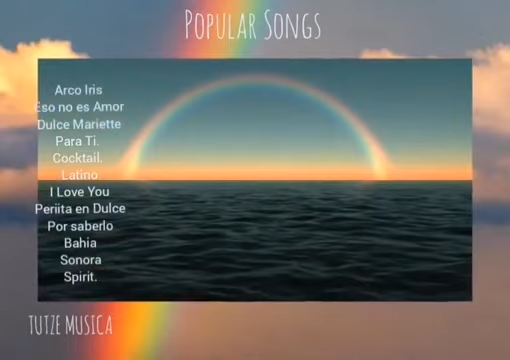 Popular Songs
Arco Iris
Eso no es Amor
Dulce Mariette
Para Ti.
Cocktail.
Latino
I Love You
Periita en Dulce
Por saberlo
Bahia
Sonora
Spirit.
TUTZE MUSICA